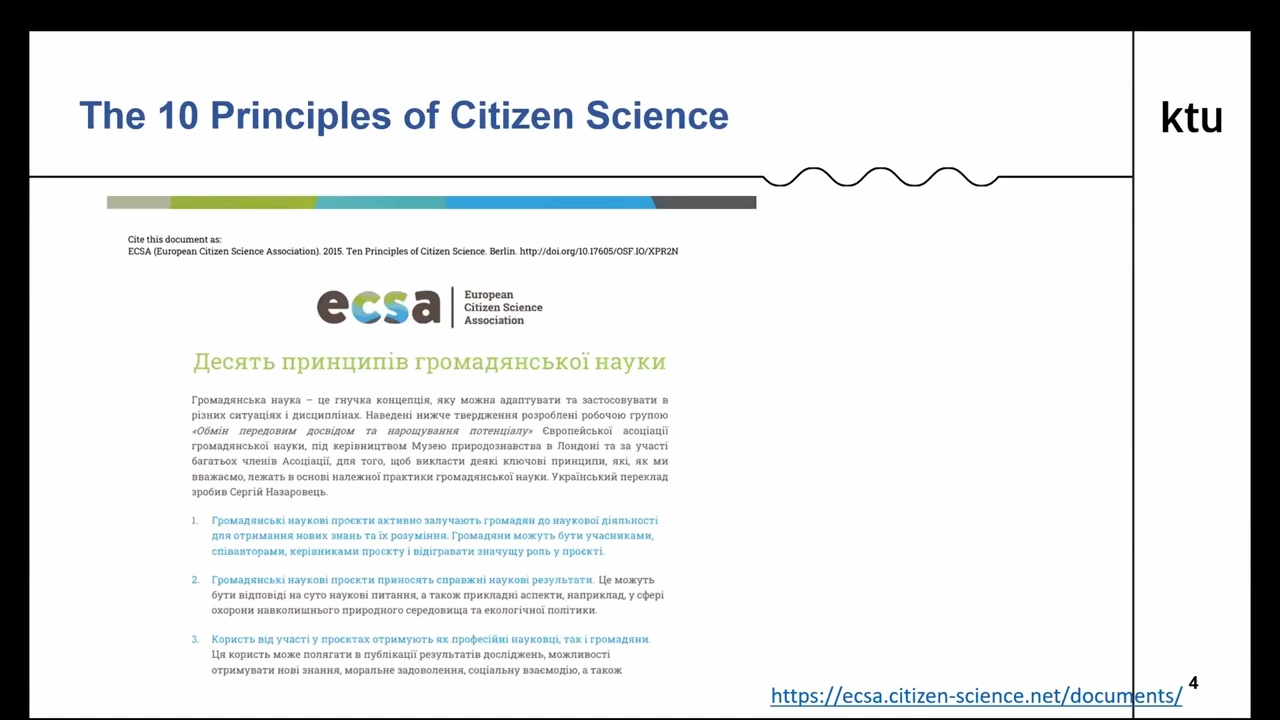 The 10 Principles of Citizen Science
ktu
Cite this document as:
ECSA (European Citizen Science Association). 2015. Ten Principles of Citizen Science. Berlin. http://doi.org/10.17605/OSF.IO/XPR2N
ecsa
European
Citizen Science
Association
Десять принципів громадянської науки
Громадянська наука – це гнучка концепція, яку можна адаптувати та застосовувати в
різних ситуаціях і дисциплінах. Наведені нижче твердження розроблені робочою групою
«Обмін передовим досвідом та нарощування потенціалу» Європейської асоціації
громадянської науки, під керівництвом Музею природознавства в Лондоні та за участі
багатьох членів Асоціації, для того, щоб викласти деякі ключові принципи, які, як ми
вважаємо, лежать в основі належної практики громадянської науки. Український переклад
зробив Сергій Назаровець.
1. Громадянські наукові проєкти активно залучають громадян до наукової діяльності
для отримання нових знань та їх розуміння. Громадяни можуть бути учасниками,
співавторами, керівниками проєкту і відігравати значущу роль у проєкті.
2. Громадянські наукові проєкти приносять справжні наукові результати. Це можуть
бути відповіді на суто наукові питання, а також прикладні аспекти, наприклад, у сфері
охорони навколишнього природного середовища та екологічної політики.
3. Користь від участі у проєктах отримують як професійні науковці, так і громадяни.
Ця користь може полягати в публікації результатів досліджень, можливості
отримувати нові знання, моральне задоволення, соціальну взаємодію, а також
https://ecsa.citizen-science.net/documents/
4